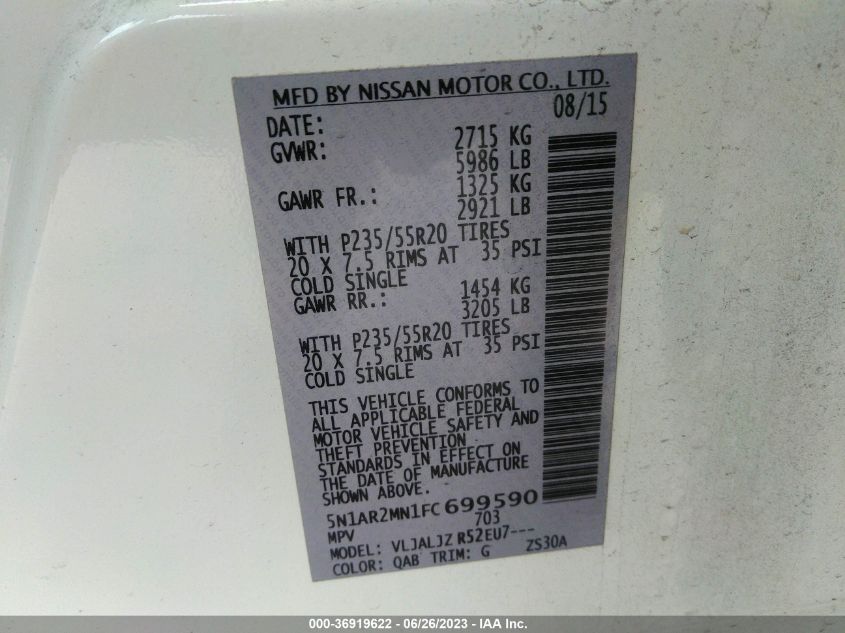 MFD BY NISSAN MOTOR CO., LTD.
DATE: 08/15
GVWR: 2715 KG
5986 LB
GAWR FR.: 1325 KG
2921 LB
WITH P235/55R20 TIRES
20 X 7.5 RIMS AT 35 PSI
COLD SINGLE
GAWR RR.: 1454 KG
3205 LB
WITH P235/55R20 TIRES
20 X 7.5 RIMS AT 35 PSI
COLD SINGLE
THIS VEHICLE CONFORMS TO
ALL APPLICABLE FEDERAL
MOTOR VEHICLE SAFETY AND
THEFT PREVENTION
STANDARDS IN EFFECT ON
THE DATE OF MANUFACTURE
SHOWN ABOVE.
5N1AR2MN1FC699590
MPV 703
MODEL: VLJALJZ R52EU7---
COLOR: QAB TRIM: G ZS30A
000-36919622 - 06/26/2023 - IAA Inc.